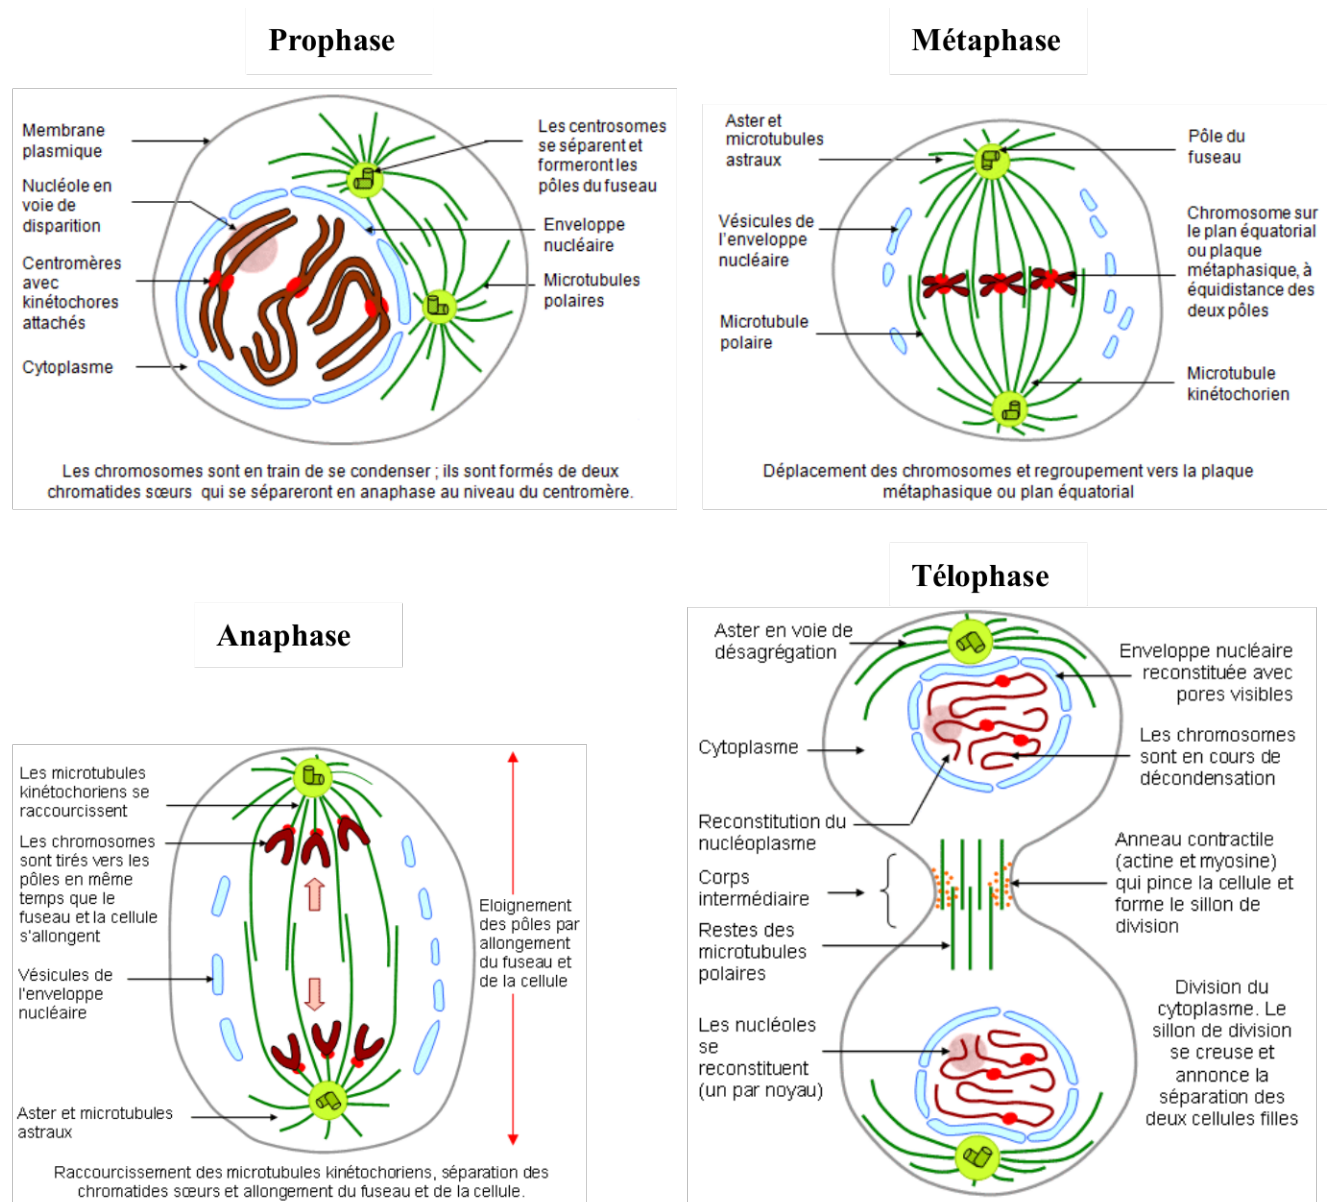 Prophase
Membrane
plasmique
Nucléole en
voie de
disparition
Centromères
avec
kinétochores
attachés
Cytoplasme
Les centrosomes
se séparent et
formeront les
pôles du fuseau
Enveloppe
nucléaire
Microtubules
polaires
Les chromosomes sont en train de se condenser ; ils sont formés de deux
chromatides sœurs qui se sépareront en anaphase au niveau du centromère.
Métaphase
Aster et
microtubules
astraux
Vésicules de
l'enveloppe
nucléaire
Microtubule
polaire
Pôle du
fuseau
Chromosome sur
le plan équatorial
ou plaque
métaphasique, à
équidistance des
deux pôles
Microtubule
kinétochorien
Déplacement des chromosomes et regroupement vers la plaque
métaphasique ou plan équatorial
Anaphase
Les microtubules
kinétochoriens se
raccourcissent
Les chromosomes
sont tirés vers les
pôles en même
temps que le
fuseau et la cellule
s'allongent
Vésicules de
l'enveloppe
nucléaire
Aster et microtubules
astraux
Eloignement
des pôles par
allongement
du fuseau et
de la cellule
Raccourcissement des microtubules kinétochoriens, séparation des
chromatides sœurs et allongement du fuseau et de la cellule.
Télophase
Aster en voie de
désagrégation
Cytoplasme
Reconstitution du
nucléoplasme
Corps
intermédiaire
Restes des
microtubules
polaires
Les nucléoles
se
reconstituent
(un par noyau)
Enveloppe nucléaire
reconstituée avec
pores visibles
Les chromosomes
sont en cours de
décondensation
Anneau contractile
(actine et myosine)
qui pince la cellule et
forme le sillon de
division
Division du
cytoplasme. Le
sillon de division
se creuse et
annonce la
séparation des
deux cellules filles